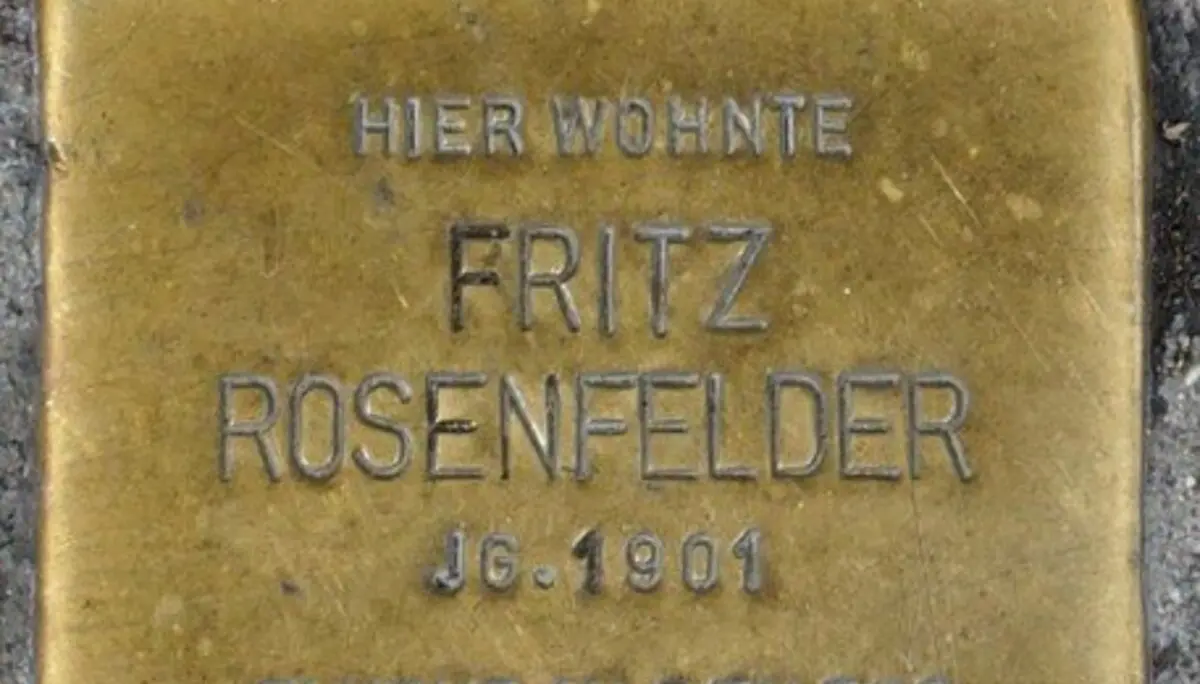 HIER WOHNTE
FRITZ
ROSENFELDER
JG. 1901